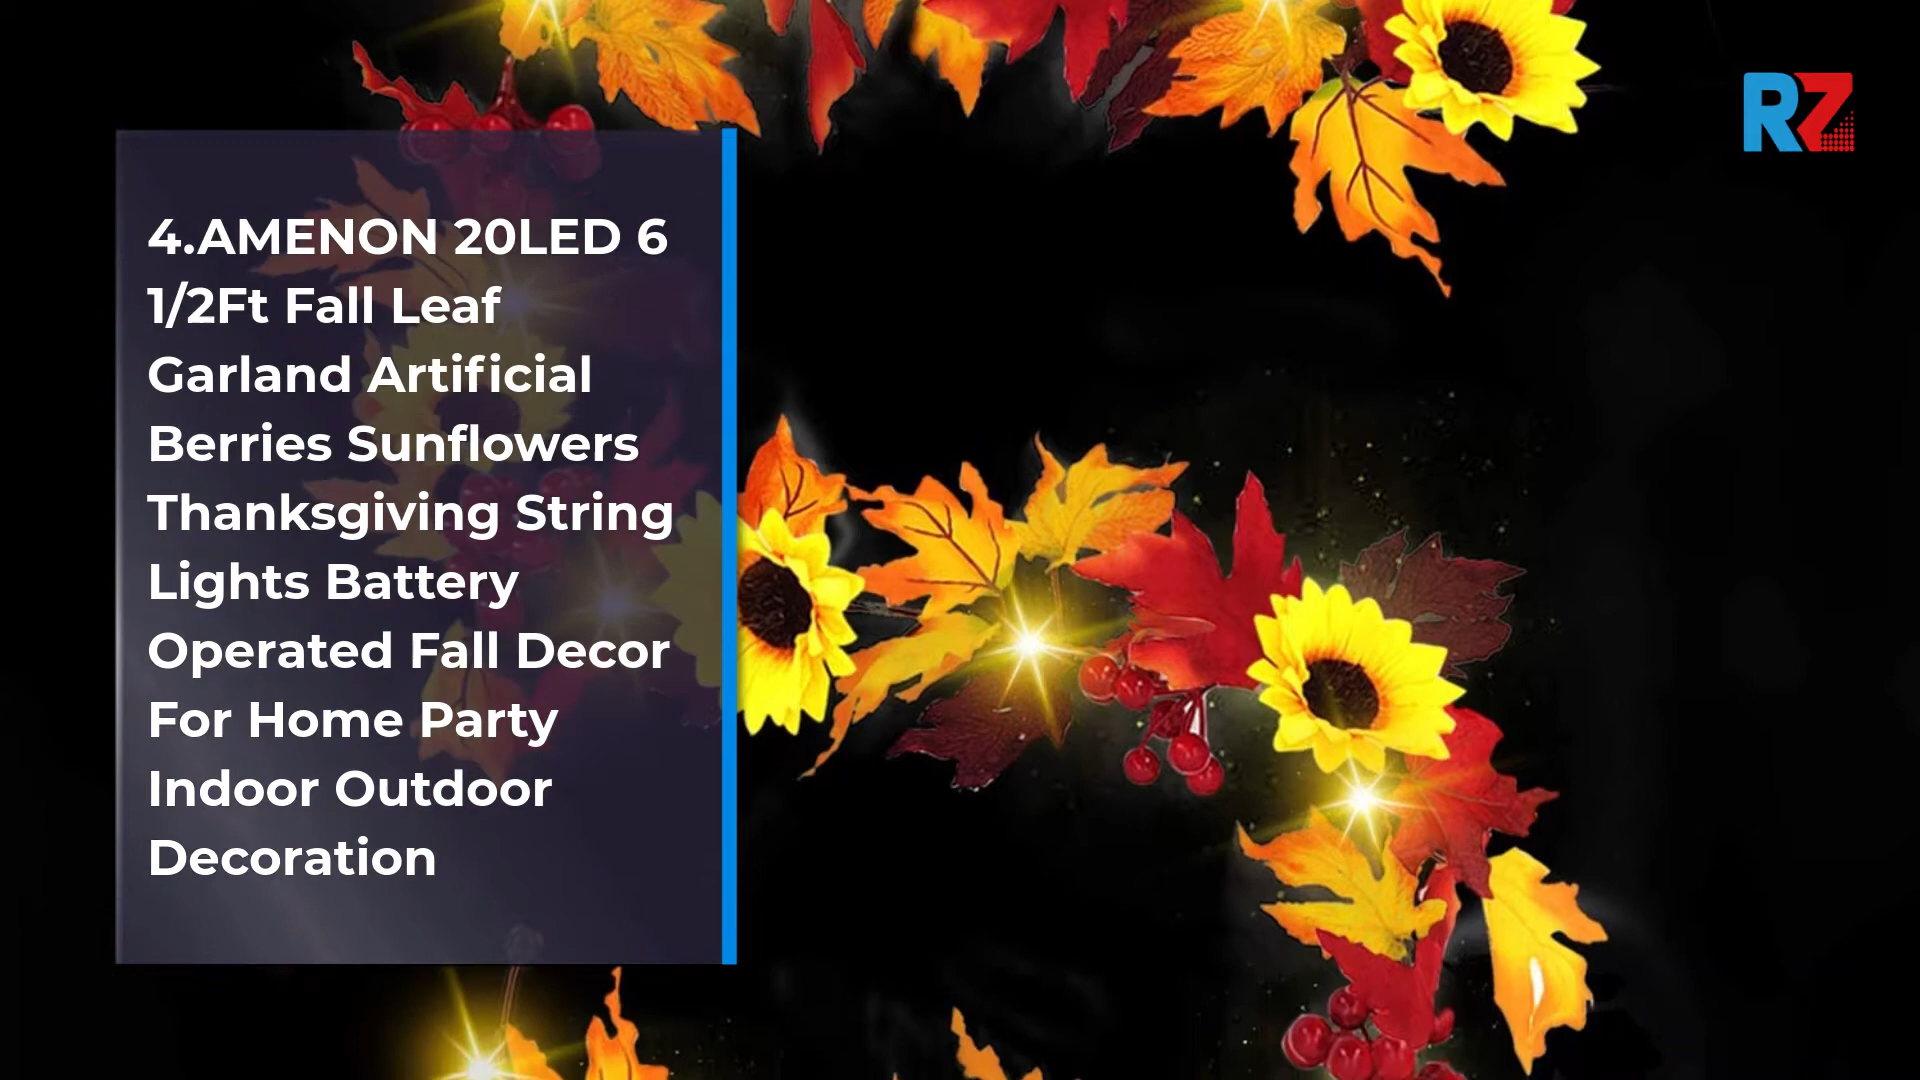 RZ
4.AMENON 20LED 6
1/2Ft Fall Leaf
Garland Artificial
Berries Sunflowers
Thanksgiving String
Lights Battery
Operated Fall Decor
For Home Party
Indoor Outdoor
Decoration